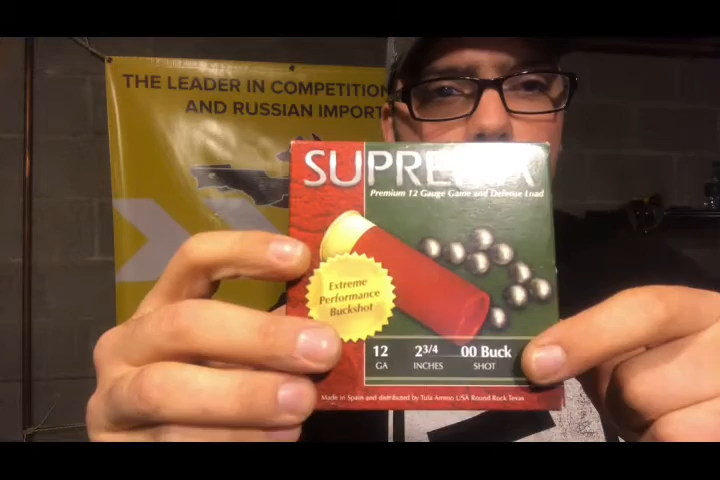 THE LEADER IN COMPETITION
AND RUSSIAN IMPORT
SUPREMA
Premium 12 Gauge Game and Defense Load
Extreme
Performance
Buckshot
12 2 3/4 00 Buck
GA INCHES SHOT
Made in Spain and distributed by Tula Ammo USA Round Rock Texas